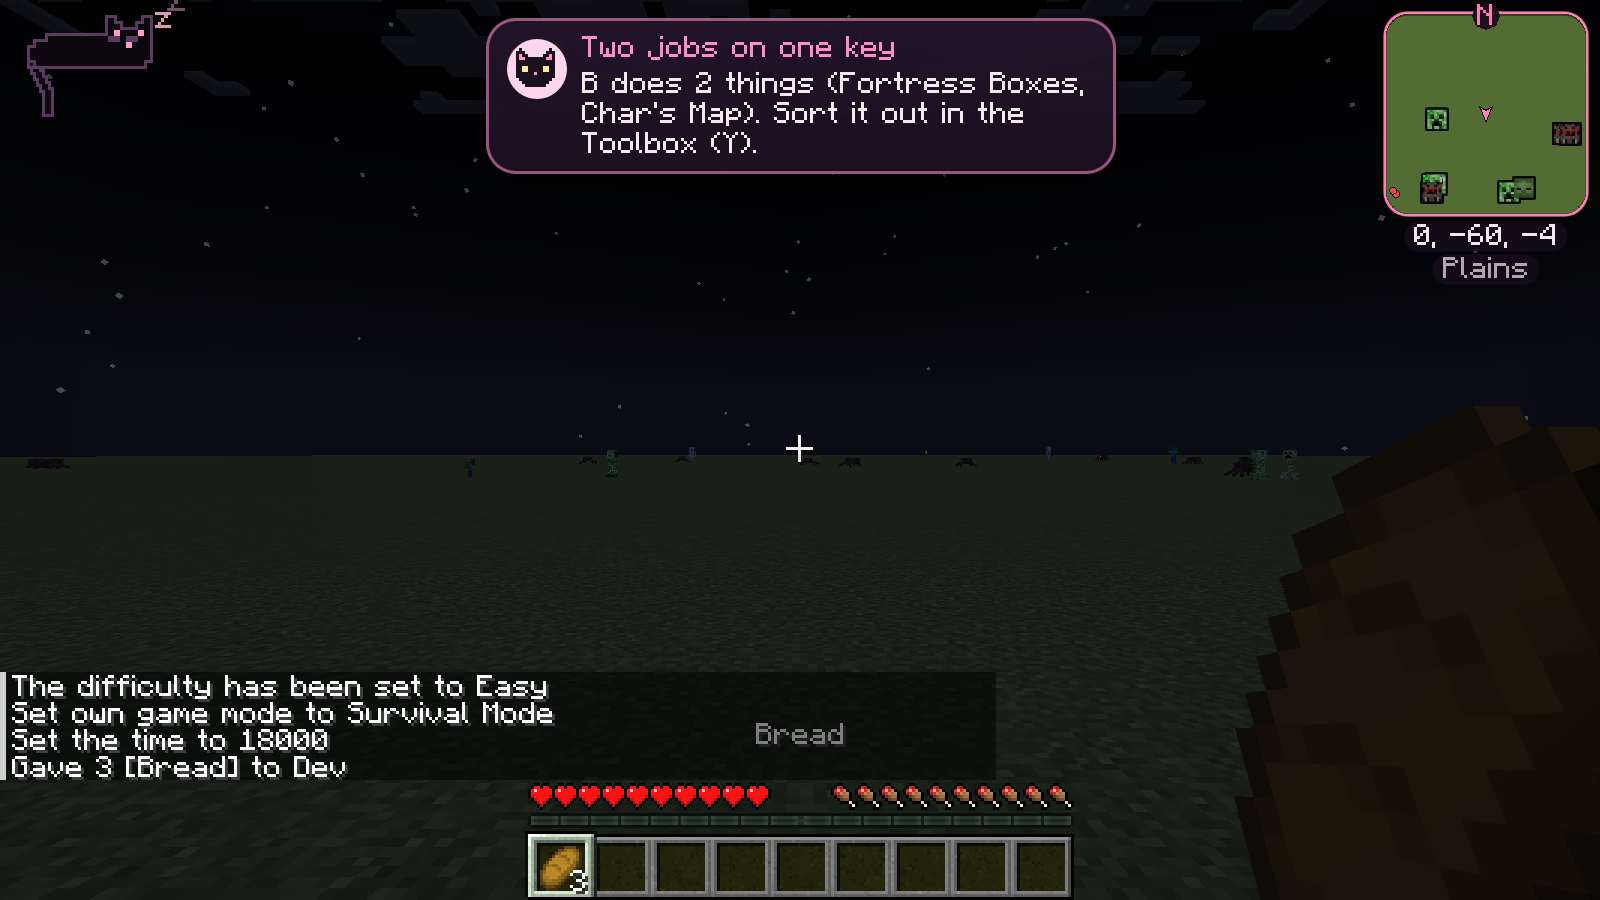 Z
Two jobs on one key
B does 2 things (Fortress Boxes,
Char's Map). Sort it out in the
Toolbox (Y).
N
0, -60, -4
Plains
The difficulty has been set to Easy
Set own game mode to Survival Mode
Set the time to 18000
Gave 3 [Bread] to Dev
Bread
3